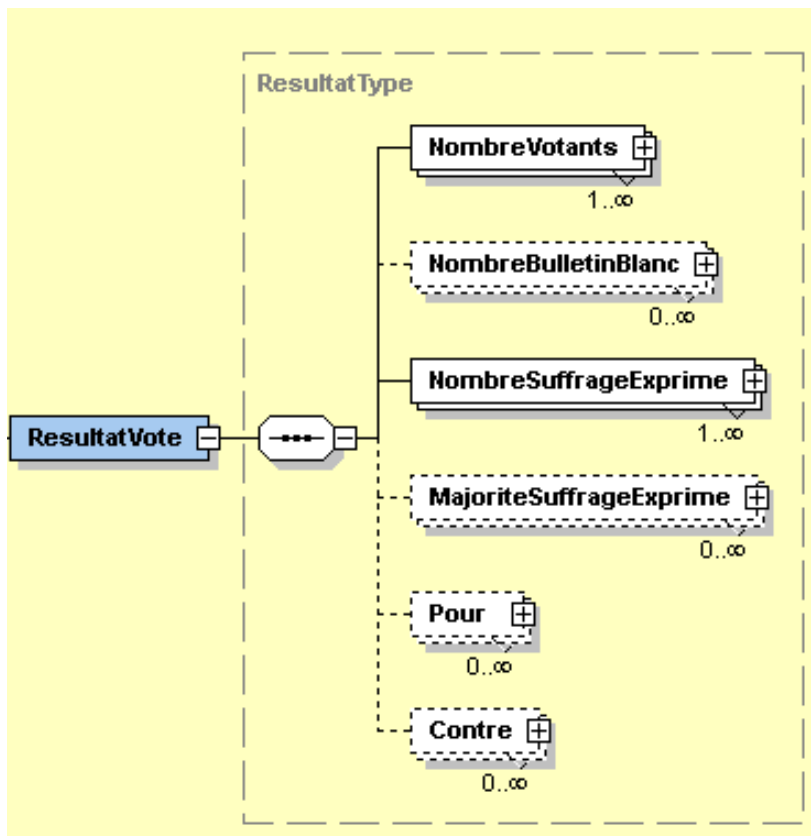 ResultatType
NombreVotants
1..∞
NombreBulletinBlanc
0..∞
NombreSuffrageExprime
1..∞
ResultatVote
MajoriteSuffrageExprime
0..∞
Pour
0..∞
Contre
0..∞